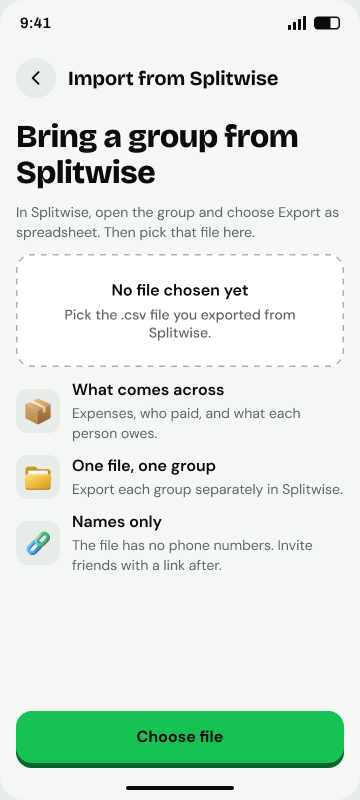 9:41
Import from Splitwise
Bring a group from
Splitwise
In Splitwise, open the group and choose Export as
spreadsheet. Then pick that file here.
No file chosen yet
Pick the .csv file you exported from
Splitwise.
What comes across
Expenses, who paid, and what each
person owes.
One file, one group
Export each group separately in Splitwise.
Names only
The file has no phone numbers. Invite
friends with a link after.
Choose file